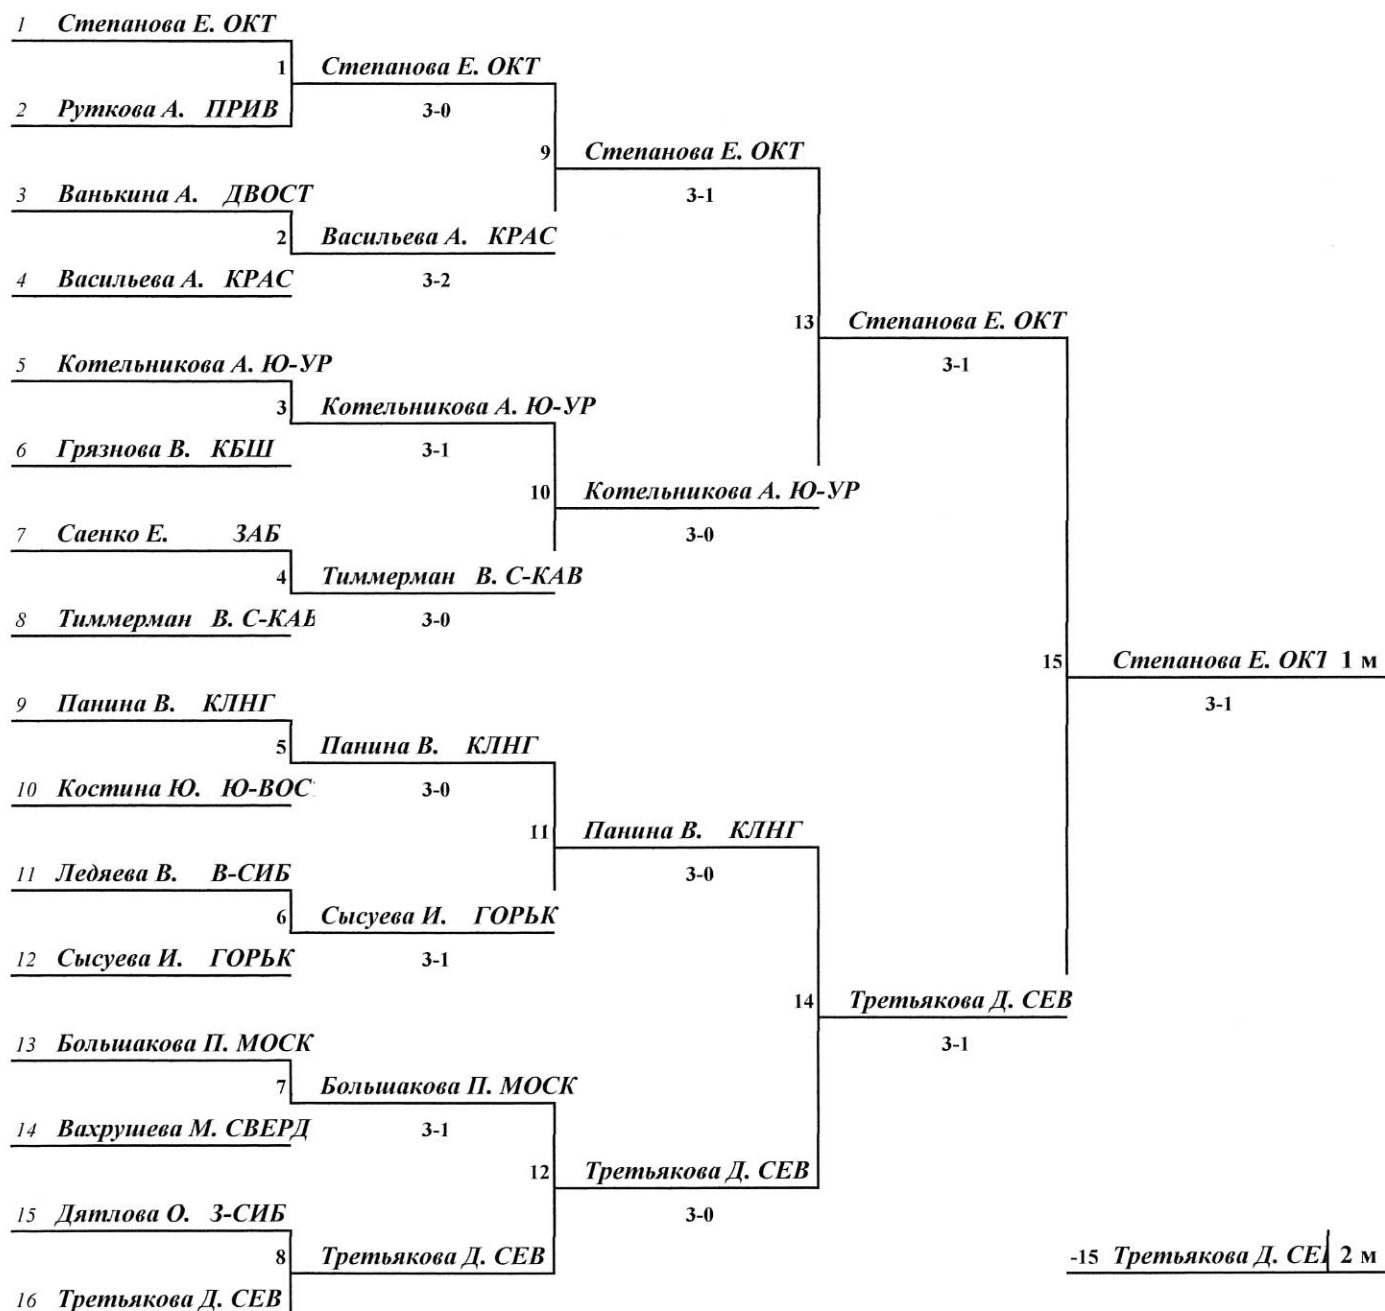 1 Степанова Е. ОКТ
1 Степанова Е. ОКТ
2 Руткова А. ПРИВ 3-0
9 Степанова Е. ОКТ
3 Ванькина А. ДВОСТ 3-1
2 Васильева А. КРАС
4 Васильева А. КРАС 3-2
13 Степанова Е. ОКТ
5 Котельникова А. Ю-УР 3-1
3 Котельникова А. Ю-УР
6 Грязнова В. КБШ 3-1
10 Котельникова А. Ю-УР
7 Саенко Е. ЗАБ 3-0
4 Тиммерман В. С-КАВ
8 Тиммерман В. С-КАВ 3-0
15 Степанова Е. ОКТ 1 м
9 Панина В. КЛНГ 3-1
5 Панина В. КЛНГ
10 Костина Ю. Ю-ВОС 3-0
11 Панина В. КЛНГ
11 Ледяева В. В-СИБ 3-0
6 Сысуева И. ГОРЬК
12 Сысуева И. ГОРЬК 3-1
14 Третьякова Д. СЕВ
13 Большакова П. МОСК 3-1
7 Большакова П. МОСК
14 Вахрушева М. СВЕРД 3-1
12 Третьякова Д. СЕВ
15 Дятлова О. З-СИБ 3-0
8 Третьякова Д. СЕВ -15 Третьякова Д. СЕВ 2 м
16 Третьякова Д. СЕВ